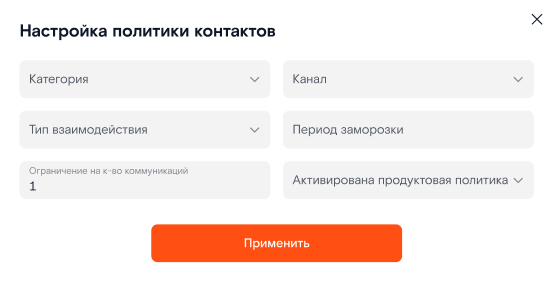 Настройка политики контактов
Категория
Канал
Тип взаимодействия
Период заморозки
Ограничение на к-во коммуникаций
1
Активирована продуктовая политика
Применить